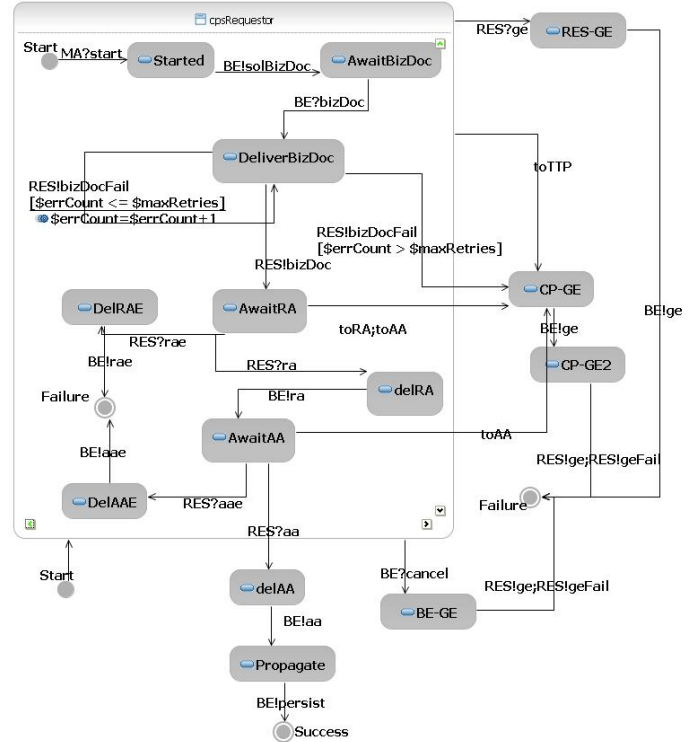 cpsRequestor
Start
MA?start
Started
BE!solBizDoc
AwaitBizDoc
RES?ge
RES-GE
BE?bizDoc
DeliverBizDoc
toTTP
RES!bizDocFail
[$errCount <= $maxRetries]
$errCount=$errCount+1
RES!bizDocFail
[$errCount > $maxRetries]
RES!bizDoc
CP-GE
DelRAE
AwaitRA
toRA;toAA
BE!ge
BE!ge
RES?rae
BE!rae
RES?ra
CP-GE2
delRA
BE!ra
Failure
AwaitAA
toAA
BE!aae
RES!ge;RES!geFail
DelAAE
RES?aae
Failure
RES?aa
Start
delAA
BE?cancel
RES!ge;RES!geFail
BE-GE
BE!aa
Propagate
BE!persist
Success